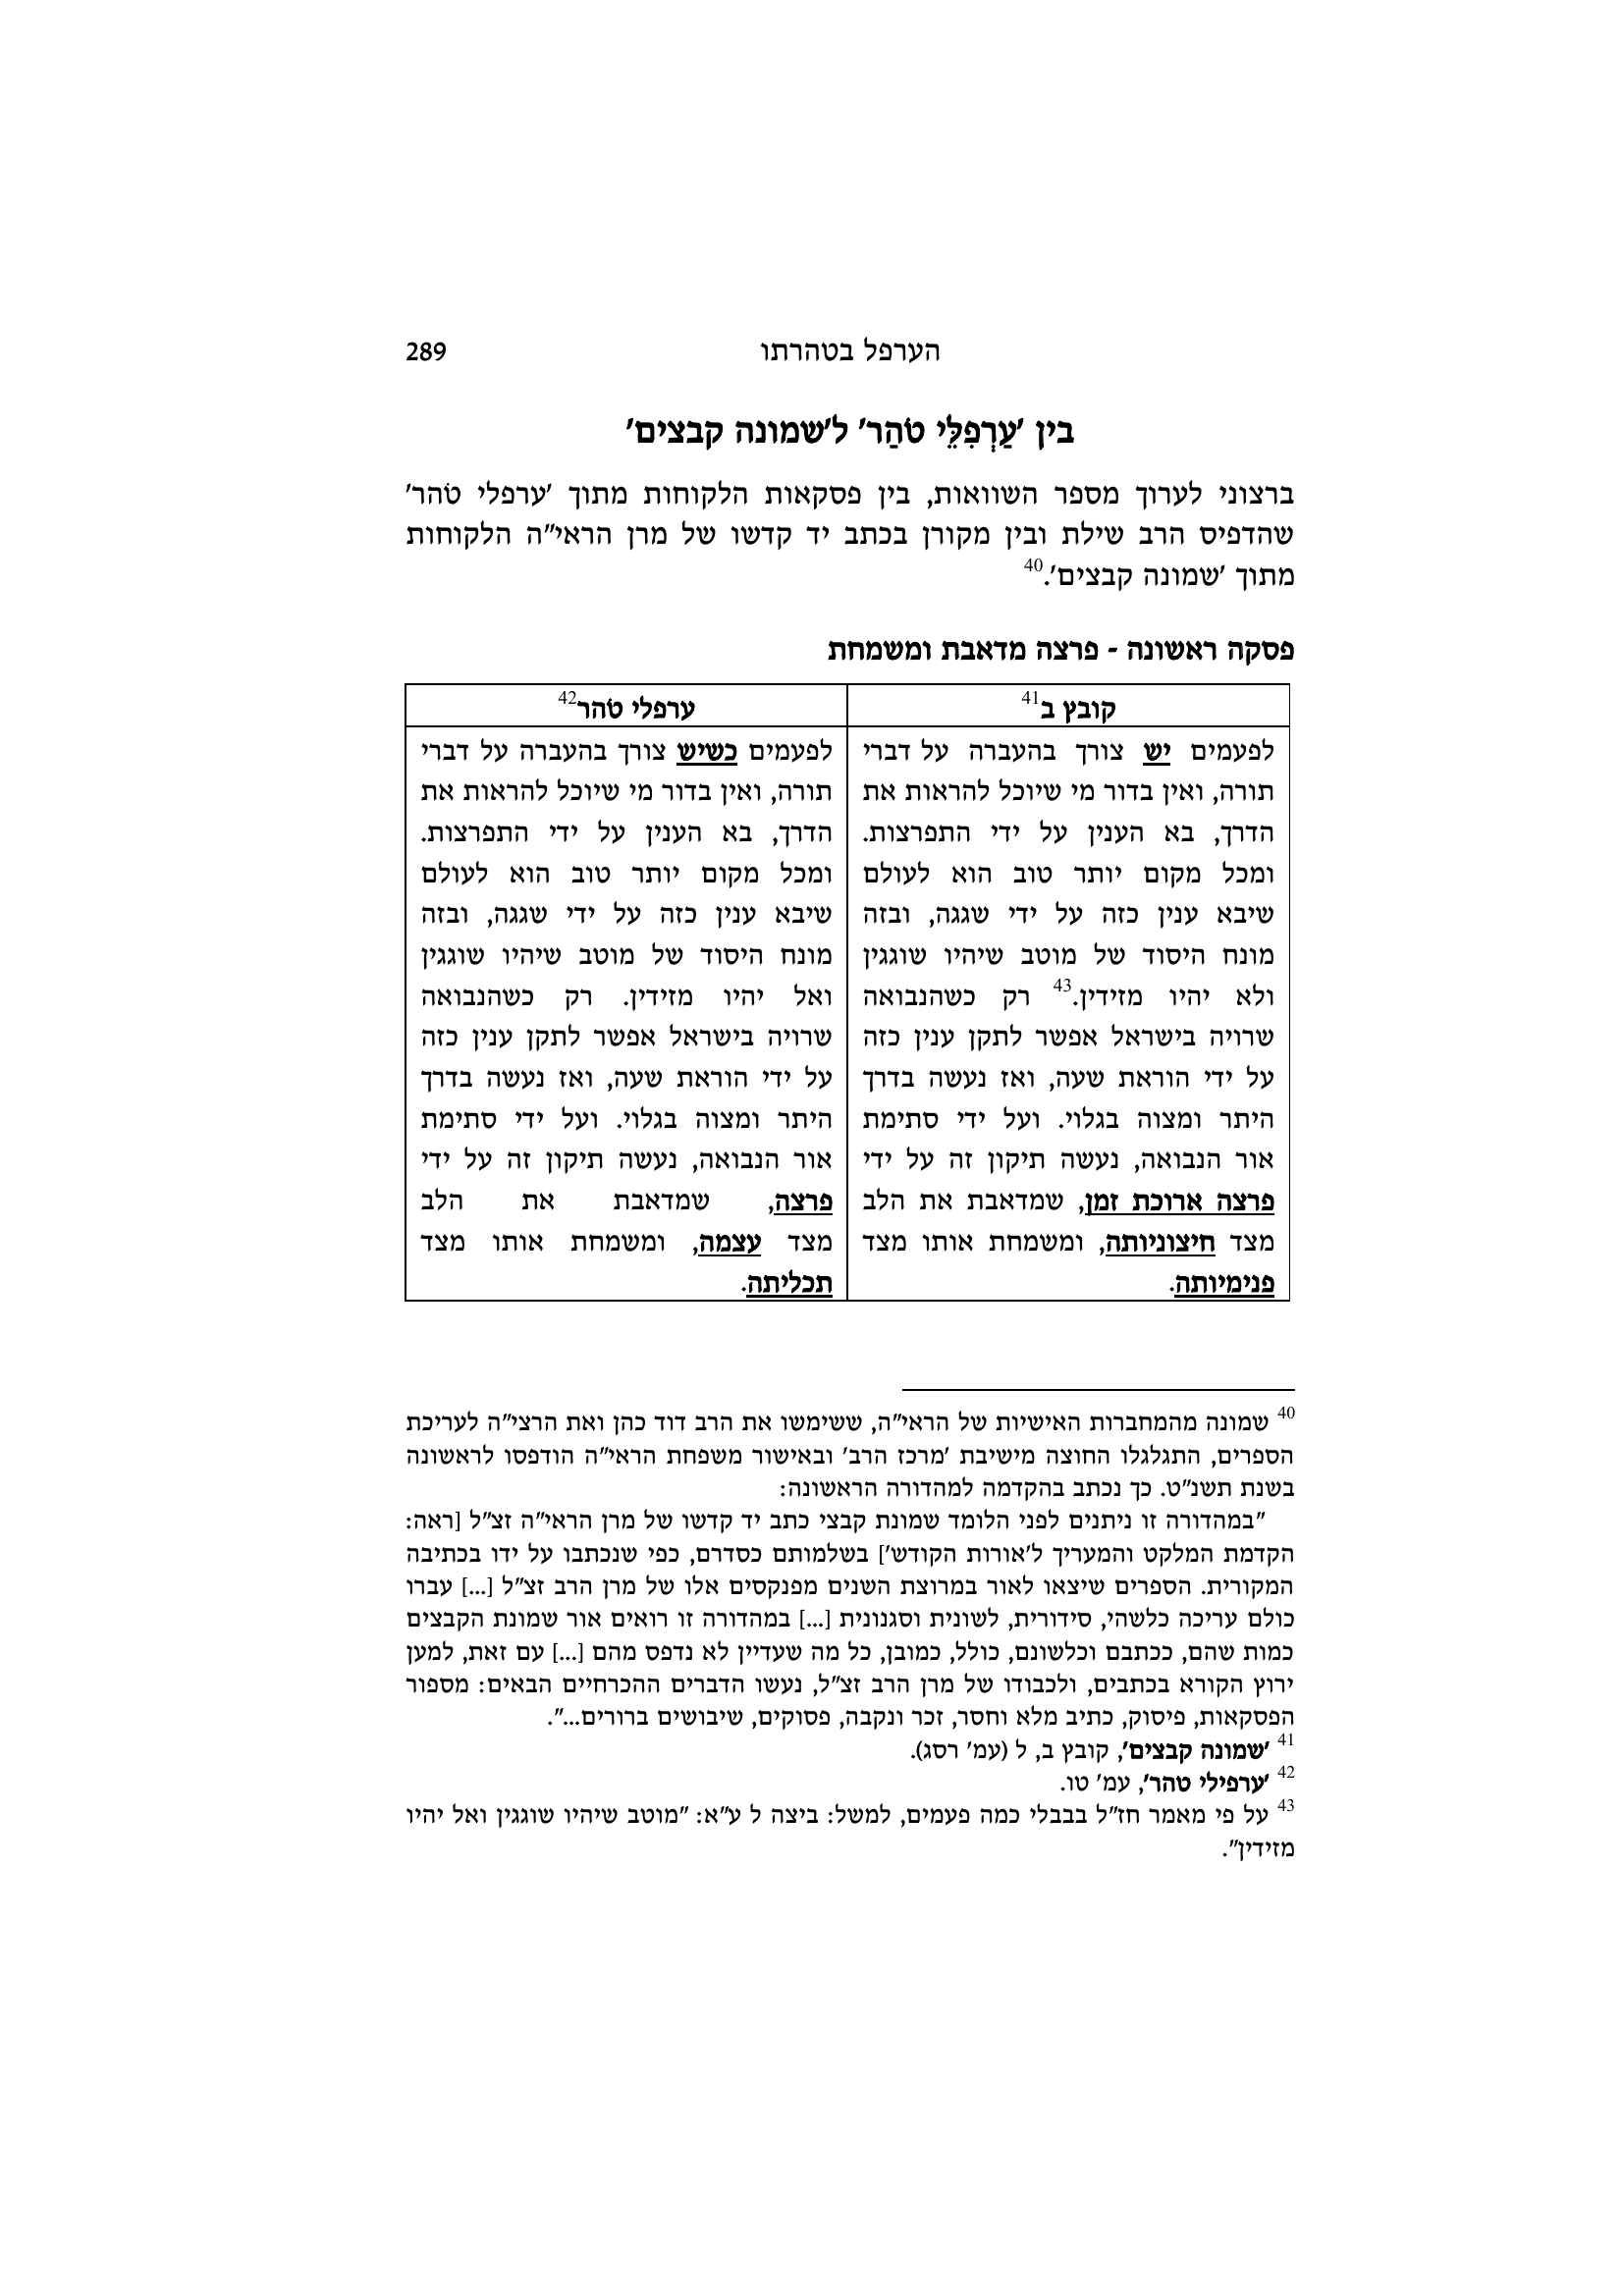 הערפל בטהרתו 289
בין 'עַרְפִלֵּי טֹהַר' ל'שמונה קבצים'
ברצוני לערוך מספר השוואות, בין פסקאות הלקוחות מתוך 'ערפלי טֹהר'
שהדפיס הרב שילת ובין מקורן בכתב יד קדשו של מרן הראי"ה הלקוחות
מתוך 'שמונה קבצים'.40
פסקה ראשונה - פרצה מדאבת ומשמחת
קובץ ב41
לפעמים יש צורך בהעברה על דברי
תורה, ואין בדור מי שיוכל להראות את
הדרך, בא הענין על ידי התפרצות.
ומכל מקום יותר טוב הוא לעולם
שיבא ענין כזה על ידי שגגה, ובזה
מונח היסוד של מוטב שיהיו שוגגין
ולא יהיו מזידין.43 רק כשהנבואה
שרויה בישראל אפשר לתקן ענין כזה
על ידי הוראת שעה, ואז נעשה בדרך
היתר ומצוה בגלוי. ועל ידי סתימת
אור הנבואה, נעשה תיקון זה על ידי
פרצה ארוכת זמן, שמדאבת את הלב
מצד חיצוניותה, ומשמחת אותו מצד
פנימיותה.
ערפלי טֹהר42
לפעמים כשיש צורך בהעברה על דברי
תורה, ואין בדור מי שיוכל להראות את
הדרך, בא הענין על ידי התפרצות.
ומכל מקום יותר טוב הוא לעולם
שיבא ענין כזה על ידי שגגה, ובזה
מונח היסוד של מוטב שיהיו שוגגין
ואל יהיו מזידין. רק כשהנבואה
שרויה בישראל אפשר לתקן ענין כזה
על ידי הוראת שעה, ואז נעשה בדרך
היתר ומצוה בגלוי. ועל ידי סתימת
אור הנבואה, נעשה תיקון זה על ידי
פרצה, שמדאבת את הלב
מצד עצמה, ומשמחת אותו מצד
תכליתה.
40 שמונה מהמחברות האישיות של הראי"ה, ששימשו את הרב דוד כהן ואת הרצי"ה לעריכת
הספרים, התגלגלו החוצה מישיבת 'מרכז הרב' ובאישור משפחת הראי"ה הודפסו לראשונה
בשנת תשנ"ט. כך נכתב בהקדמה למהדורה הראשונה:
"במהדורה זו ניתנים לפני הלומד שמונת קבצי כתב יד קדשו של מרן הראי"ה זצ"ל [ראה:
הקדמת המלקט והמעריך ל'אורות הקודש'] בשלמותם כסדרם, כפי שנכתבו על ידו בכתיבה
המקורית. הספרים שיצאו לאור במרוצת השנים מפנקסים אלו של מרן הרב זצ"ל [...] עברו
כולם עריכה כלשהי, סידורית, לשונית וסגנונית [...] במהדורה זו רואים אור שמונת הקבצים
כמות שהם, ככתבם וכלשונם, כולל, כמובן, כל מה שעדיין לא נדפס מהם [...] עם זאת, למען
ירוץ הקורא בכתבים, ולכבודו של מרן הרב זצ"ל, נעשו הדברים ההכרחיים הבאים: מספור
הפסקאות, פיסוק, כתיב מלא וחסר, זכר ונקבה, פסוקים, שיבושים ברורים...".
41 'שמונה קבצים', קובץ ב, ל (עמ' רסג).
42 'ערפילי טהר', עמ' טו.
43 על פי מאמר חז"ל בבבלי כמה פעמים, למשל: ביצה ל ע"א: "מוטב שיהיו שוגגין ואל יהיו
מזידין".